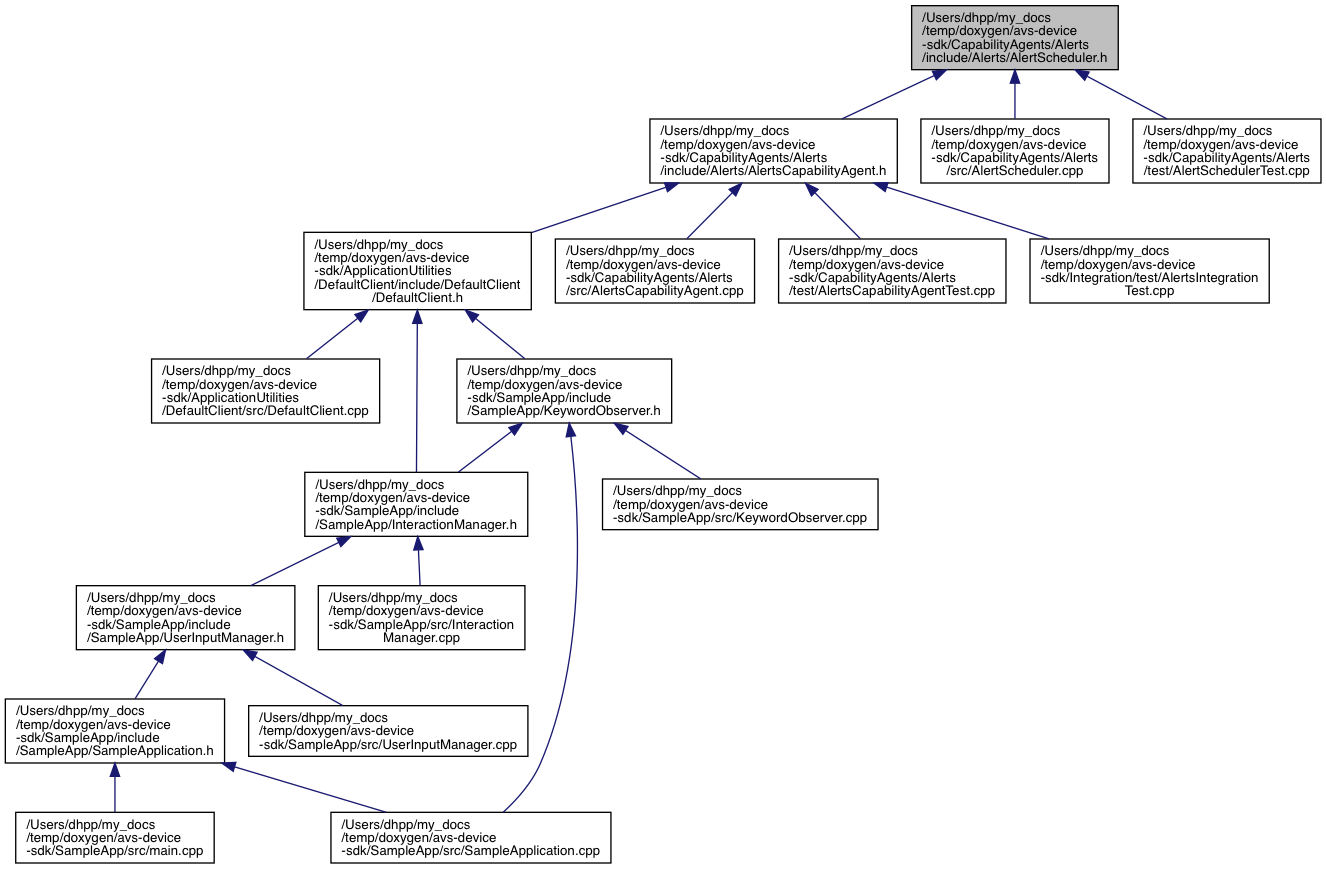 /Users/dhpp/my_docs
/temp/doxygen/avs-device
-sdk/CapabilityAgents/Alerts
/include/Alerts/AlertScheduler.h
/Users/dhpp/my_docs
/temp/doxygen/avs-device
-sdk/CapabilityAgents/Alerts
/include/Alerts/AlertsCapabilityAgent.h
/Users/dhpp/my_docs
/temp/doxygen/avs-device
-sdk/CapabilityAgents/Alerts
/src/AlertScheduler.cpp
/Users/dhpp/my_docs
/temp/doxygen/avs-device
-sdk/CapabilityAgents/Alerts
/test/AlertSchedulerTest.cpp
/Users/dhpp/my_docs
/temp/doxygen/avs-device
-sdk/ApplicationUtilities
/DefaultClient/include/DefaultClient
/DefaultClient.h
/Users/dhpp/my_docs
/temp/doxygen/avs-device
-sdk/CapabilityAgents/Alerts
/src/AlertsCapabilityAgent.cpp
/Users/dhpp/my_docs
/temp/doxygen/avs-device
-sdk/CapabilityAgents/Alerts
/test/AlertsCapabilityAgentTest.cpp
/Users/dhpp/my_docs
/temp/doxygen/avs-device
-sdk/Integration/test/AlertsIntegration
Test.cpp
/Users/dhpp/my_docs
/temp/doxygen/avs-device
-sdk/ApplicationUtilities
/DefaultClient/src/DefaultClient.cpp
/Users/dhpp/my_docs
/temp/doxygen/avs-device
-sdk/SampleApp/include
/SampleApp/KeywordObserver.h
/Users/dhpp/my_docs
/temp/doxygen/avs-device
-sdk/SampleApp/include
/SampleApp/InteractionManager.h
/Users/dhpp/my_docs
/temp/doxygen/avs-device
-sdk/SampleApp/src/KeywordObserver.cpp
/Users/dhpp/my_docs
/temp/doxygen/avs-device
-sdk/SampleApp/include
/SampleApp/UserInputManager.h
/Users/dhpp/my_docs
/temp/doxygen/avs-device
-sdk/SampleApp/src/Interaction
Manager.cpp
/Users/dhpp/my_docs
/temp/doxygen/avs-device
-sdk/SampleApp/include
/SampleApp/SampleApplication.h
/Users/dhpp/my_docs
/temp/doxygen/avs-device
-sdk/SampleApp/src/UserInputManager.cpp
/Users/dhpp/my_docs
/temp/doxygen/avs-device
-sdk/SampleApp/src/main.cpp
/Users/dhpp/my_docs
/temp/doxygen/avs-device
-sdk/SampleApp/src/SampleApplication.cpp